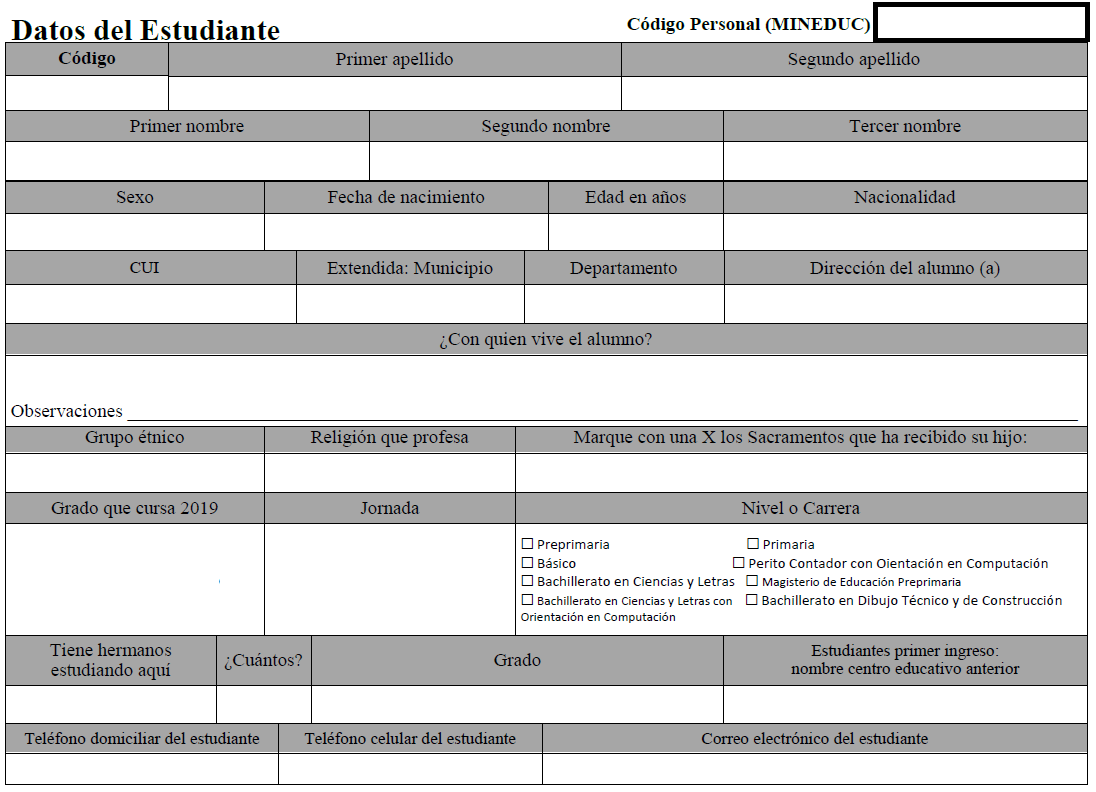 Datos del Estudiante Código Personal (MINEDUC)
Código Primer apellido Segundo apellido
Primer nombre Segundo nombre Tercer nombre
Sexo Fecha de nacimiento Edad en años Nacionalidad
CUI Extendida: Municipio Departamento Dirección del alumno (a)
¿Con quien vive el alumno?
Observaciones
Grupo étnico Religión que profesa Marque con una X los Sacramentos que ha recibido su hijo:
Grado que cursa 2019 Jornada Nivel o Carrera
☐ Preprimaria ☐ Primaria
☐ Básico ☐ Perito Contador con Oientación en Computación
☐ Bachillerato en Ciencias y Letras ☐ Magisterio de Educación Preprimaria
☐ Bachillerato en Ciencias y Letras con ☐ Bachillerato en Dibujo Técnico y de Construcción
Orientación en Computación
Tiene hermanos
estudiando aquí
¿Cuántos?
Grado
Estudiantes primer ingreso:
nombre centro educativo anterior
Teléfono domiciliar del estudiante Teléfono celular del estudiante Correo electrónico del estudiante